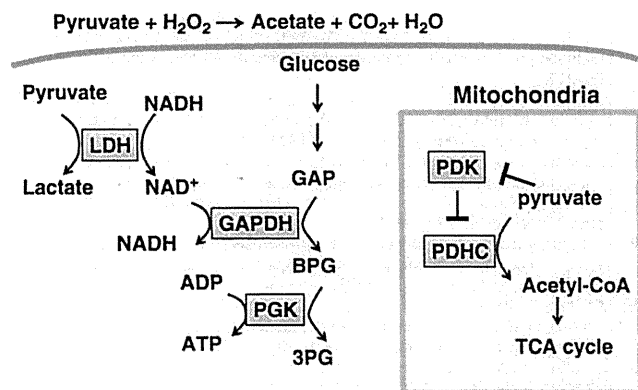 Pyruvate + H₂O₂ → Acetate + CO₂+ H₂O
Glucose
Pyruvate
NADH
LDH
Lactate
NAD⁺
GAP
GAPDH
NADH
BPG
ADP
PGK
ATP
3PG
Mitochondria
PDK
pyruvate
PDHC
Acetyl-CoA
TCA cycle